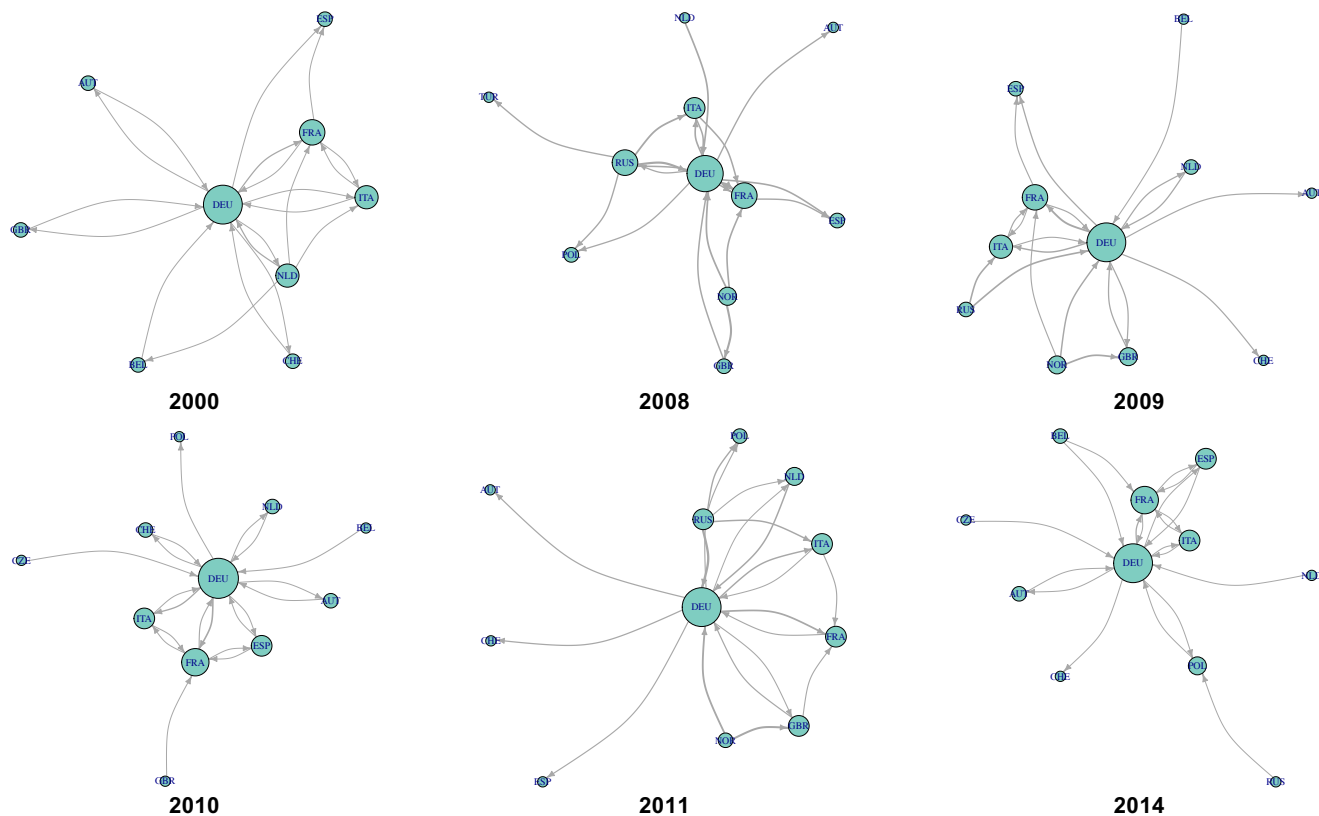 ESP
AUT
FRA
ITA
DEU
GBR
NLD
BEL
CHE
2000
NLD
AUT
TUR
ITA
RUS
DEU
FRA
ESP
POL
NOR
GBR
2008
BEL
ESP
NLD
AUT
FRA
DEU
ITA
RUS
NOR
GBR
CHE
2009
POL
NLD
CHE
BEL
CZE
DEU
AUT
ITA
ESP
FRA
GBR
2010
POL
NLD
AUT
RUS
ITA
DEU
CHE
FRA
GBR
NOR
ESP
2011
BEL
ESP
FRA
CZE
ITA
DEU
NLD
AUT
POL
CHE
RUS
2014